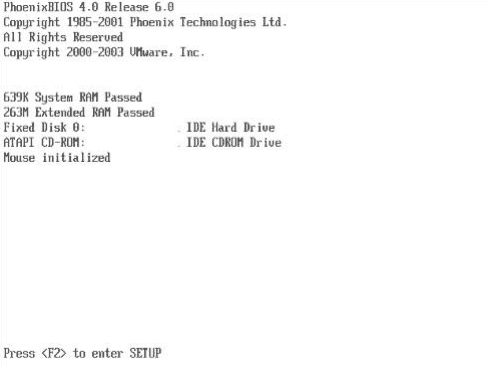 PhoenixBIOS 4.0 Release 6.0
Copyright 1985-2001 Phoenix Technologies Ltd.
All Rights Reserved
Copyright 2000-2003 VMware, Inc.
639K System RAM Passed
263M Extended RAM Passed
Fixed Disk 0: IDE Hard Drive
ATAPI CD-ROM: IDE CDROM Drive
Mouse initialized
Press <F2> to enter SETUP